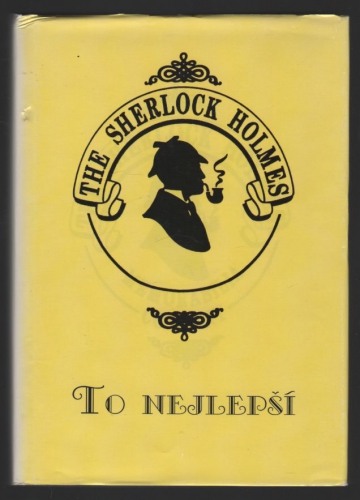 THE SHERLOCK HOLMES
To nejlepší